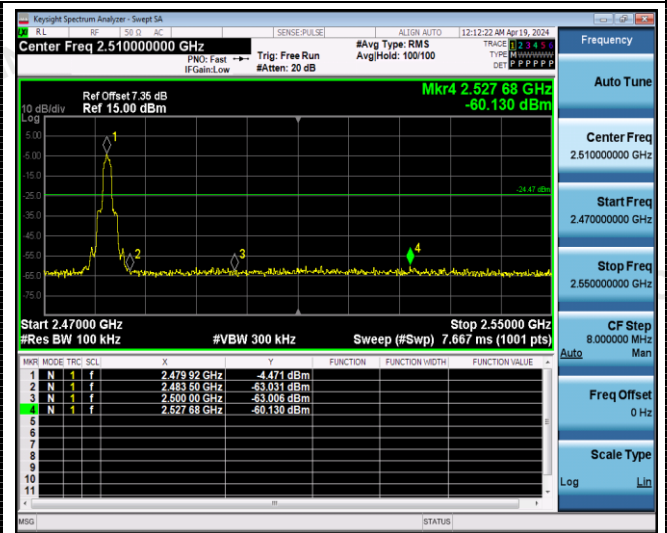 Keysight Spectrum Analyzer - Swept SA
RL RF 50 Ω AC SENSE:PULSE ALIGN AUTO 12:12:22 AM Apr 19, 2024
Center Freq 2.510000000 GHz #Avg Type: RMS TRACE 1 2 3 4 5 6
PNO: Fast Trig: Free Run Avg|Hold: 100/100 TYPE M W W W W W
IFGain:Low #Atten: 20 dB DET P P P P P P
Frequency
Auto Tune
Center Freq
2.510000000 GHz
Start Freq
2.470000000 GHz
Stop Freq
2.550000000 GHz
CF Step
8.000000 MHz
Auto Man
Freq Offset
0 Hz
Scale Type
Log Lin
Mkr4 2.527 68 GHz
-60.130 dBm
Ref Offset 7.35 dB
10 dB/div Ref 15.00 dBm
Log
5.00
-5.00
-15.0
-25.0
-35.0
-45.0
-55.0
-65.0
-75.0
1
2
3
4
-24.47 dBm
Start 2.47000 GHz Stop 2.55000 GHz
#Res BW 100 kHz #VBW 300 kHz Sweep (#Swp) 7.667 ms (1001 pts)
MKR MODE TRC SCL X Y FUNCTION FUNCTION WIDTH FUNCTION VALUE
1 N 1 f 2.479 92 GHz -4.471 dBm
2 N 1 f 2.483 50 GHz -63.031 dBm
3 N 1 f 2.500 00 GHz -63.006 dBm
4 N 1 f 2.527 68 GHz -60.130 dBm
5
6
7
8
9
10
11
MSG STATUS